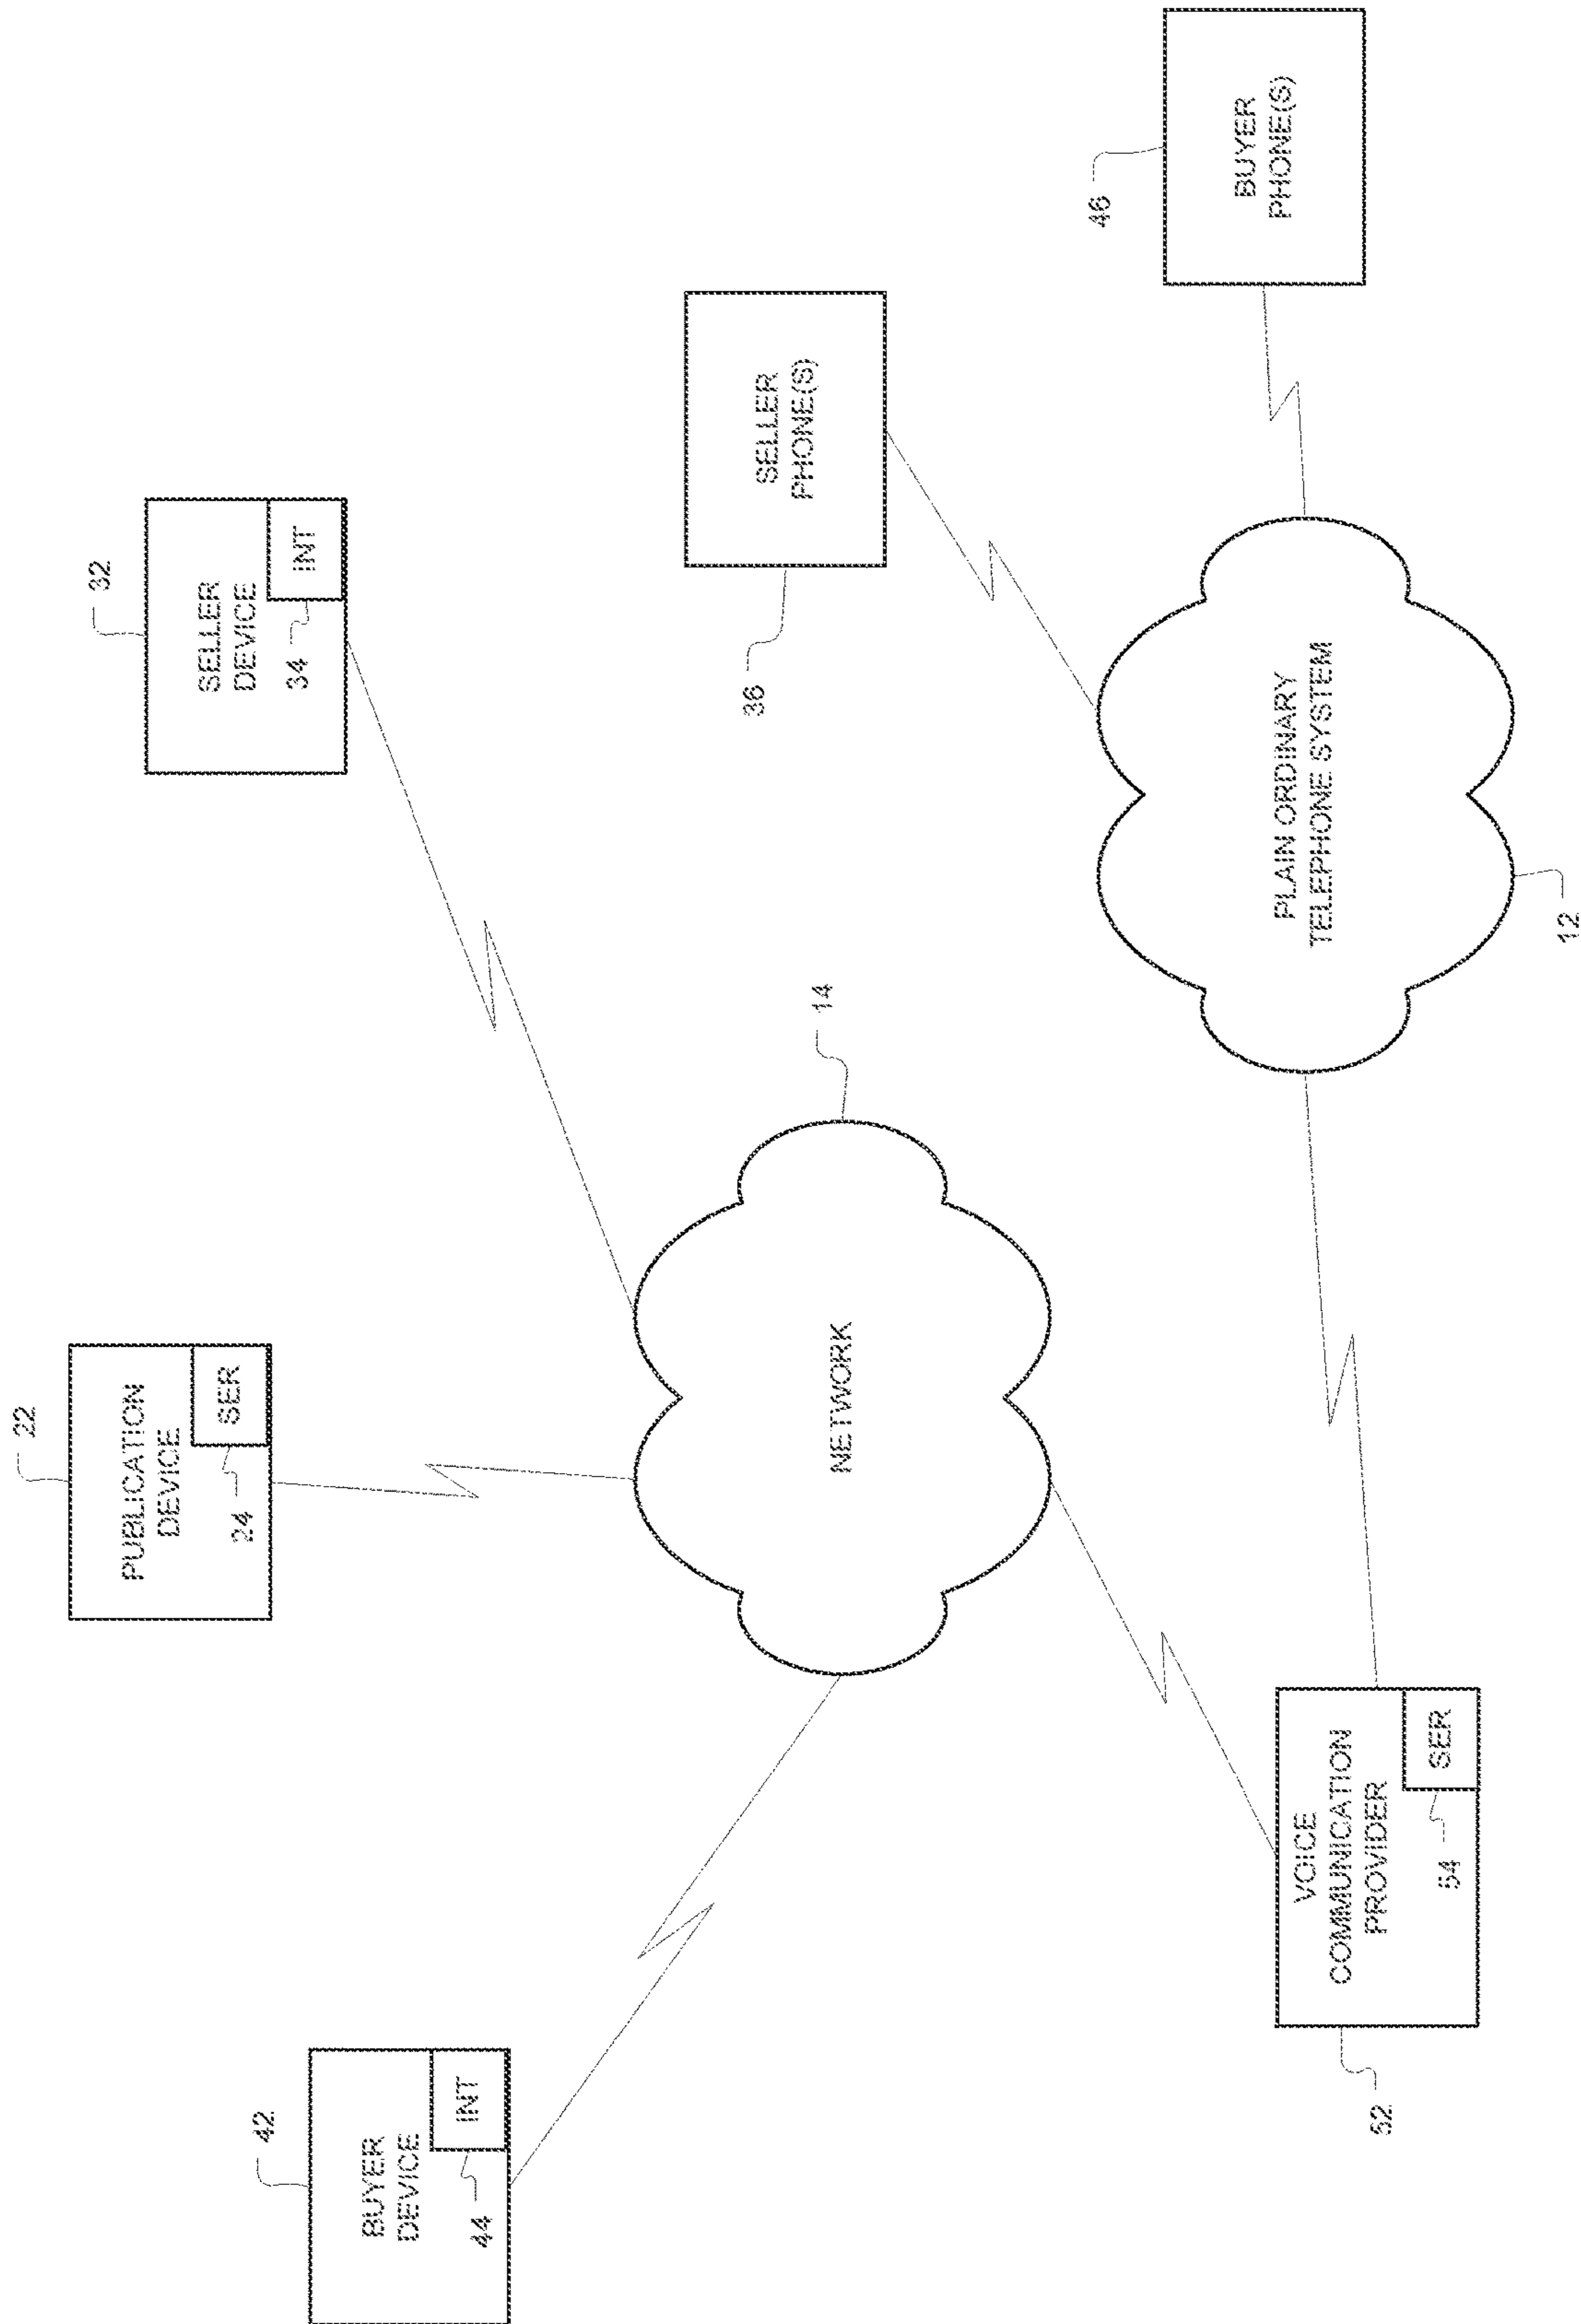 22
PUBLICATION
DEVICE
SER
24
32
SELLER
DEVICE
INT
34
42
BUYER
DEVICE
INT
44
14
NETWORK
SELLER
PHONE(S)
36
46
BUYER
PHONE(S)
VOICE
COMMUNICATION
PROVIDER
SER
54
52
PLAIN ORDINARY
TELEPHONE SYSTEM
12